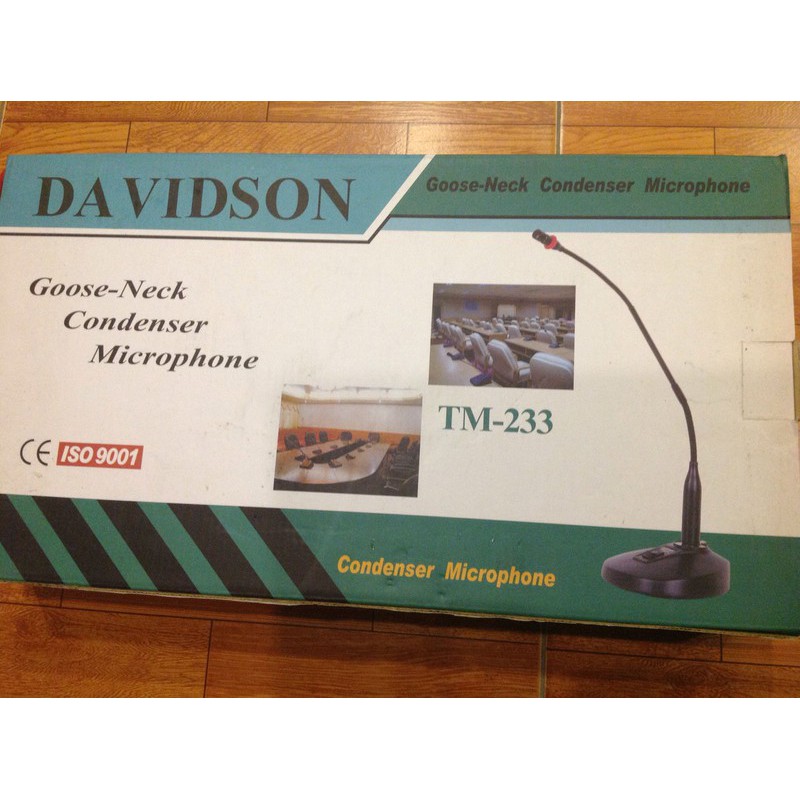 DAVIDSON
Goose-Neck Condenser Microphone
Goose-Neck
Condenser
Microphone
TM-233
CE ISO 9001
Condenser Microphone